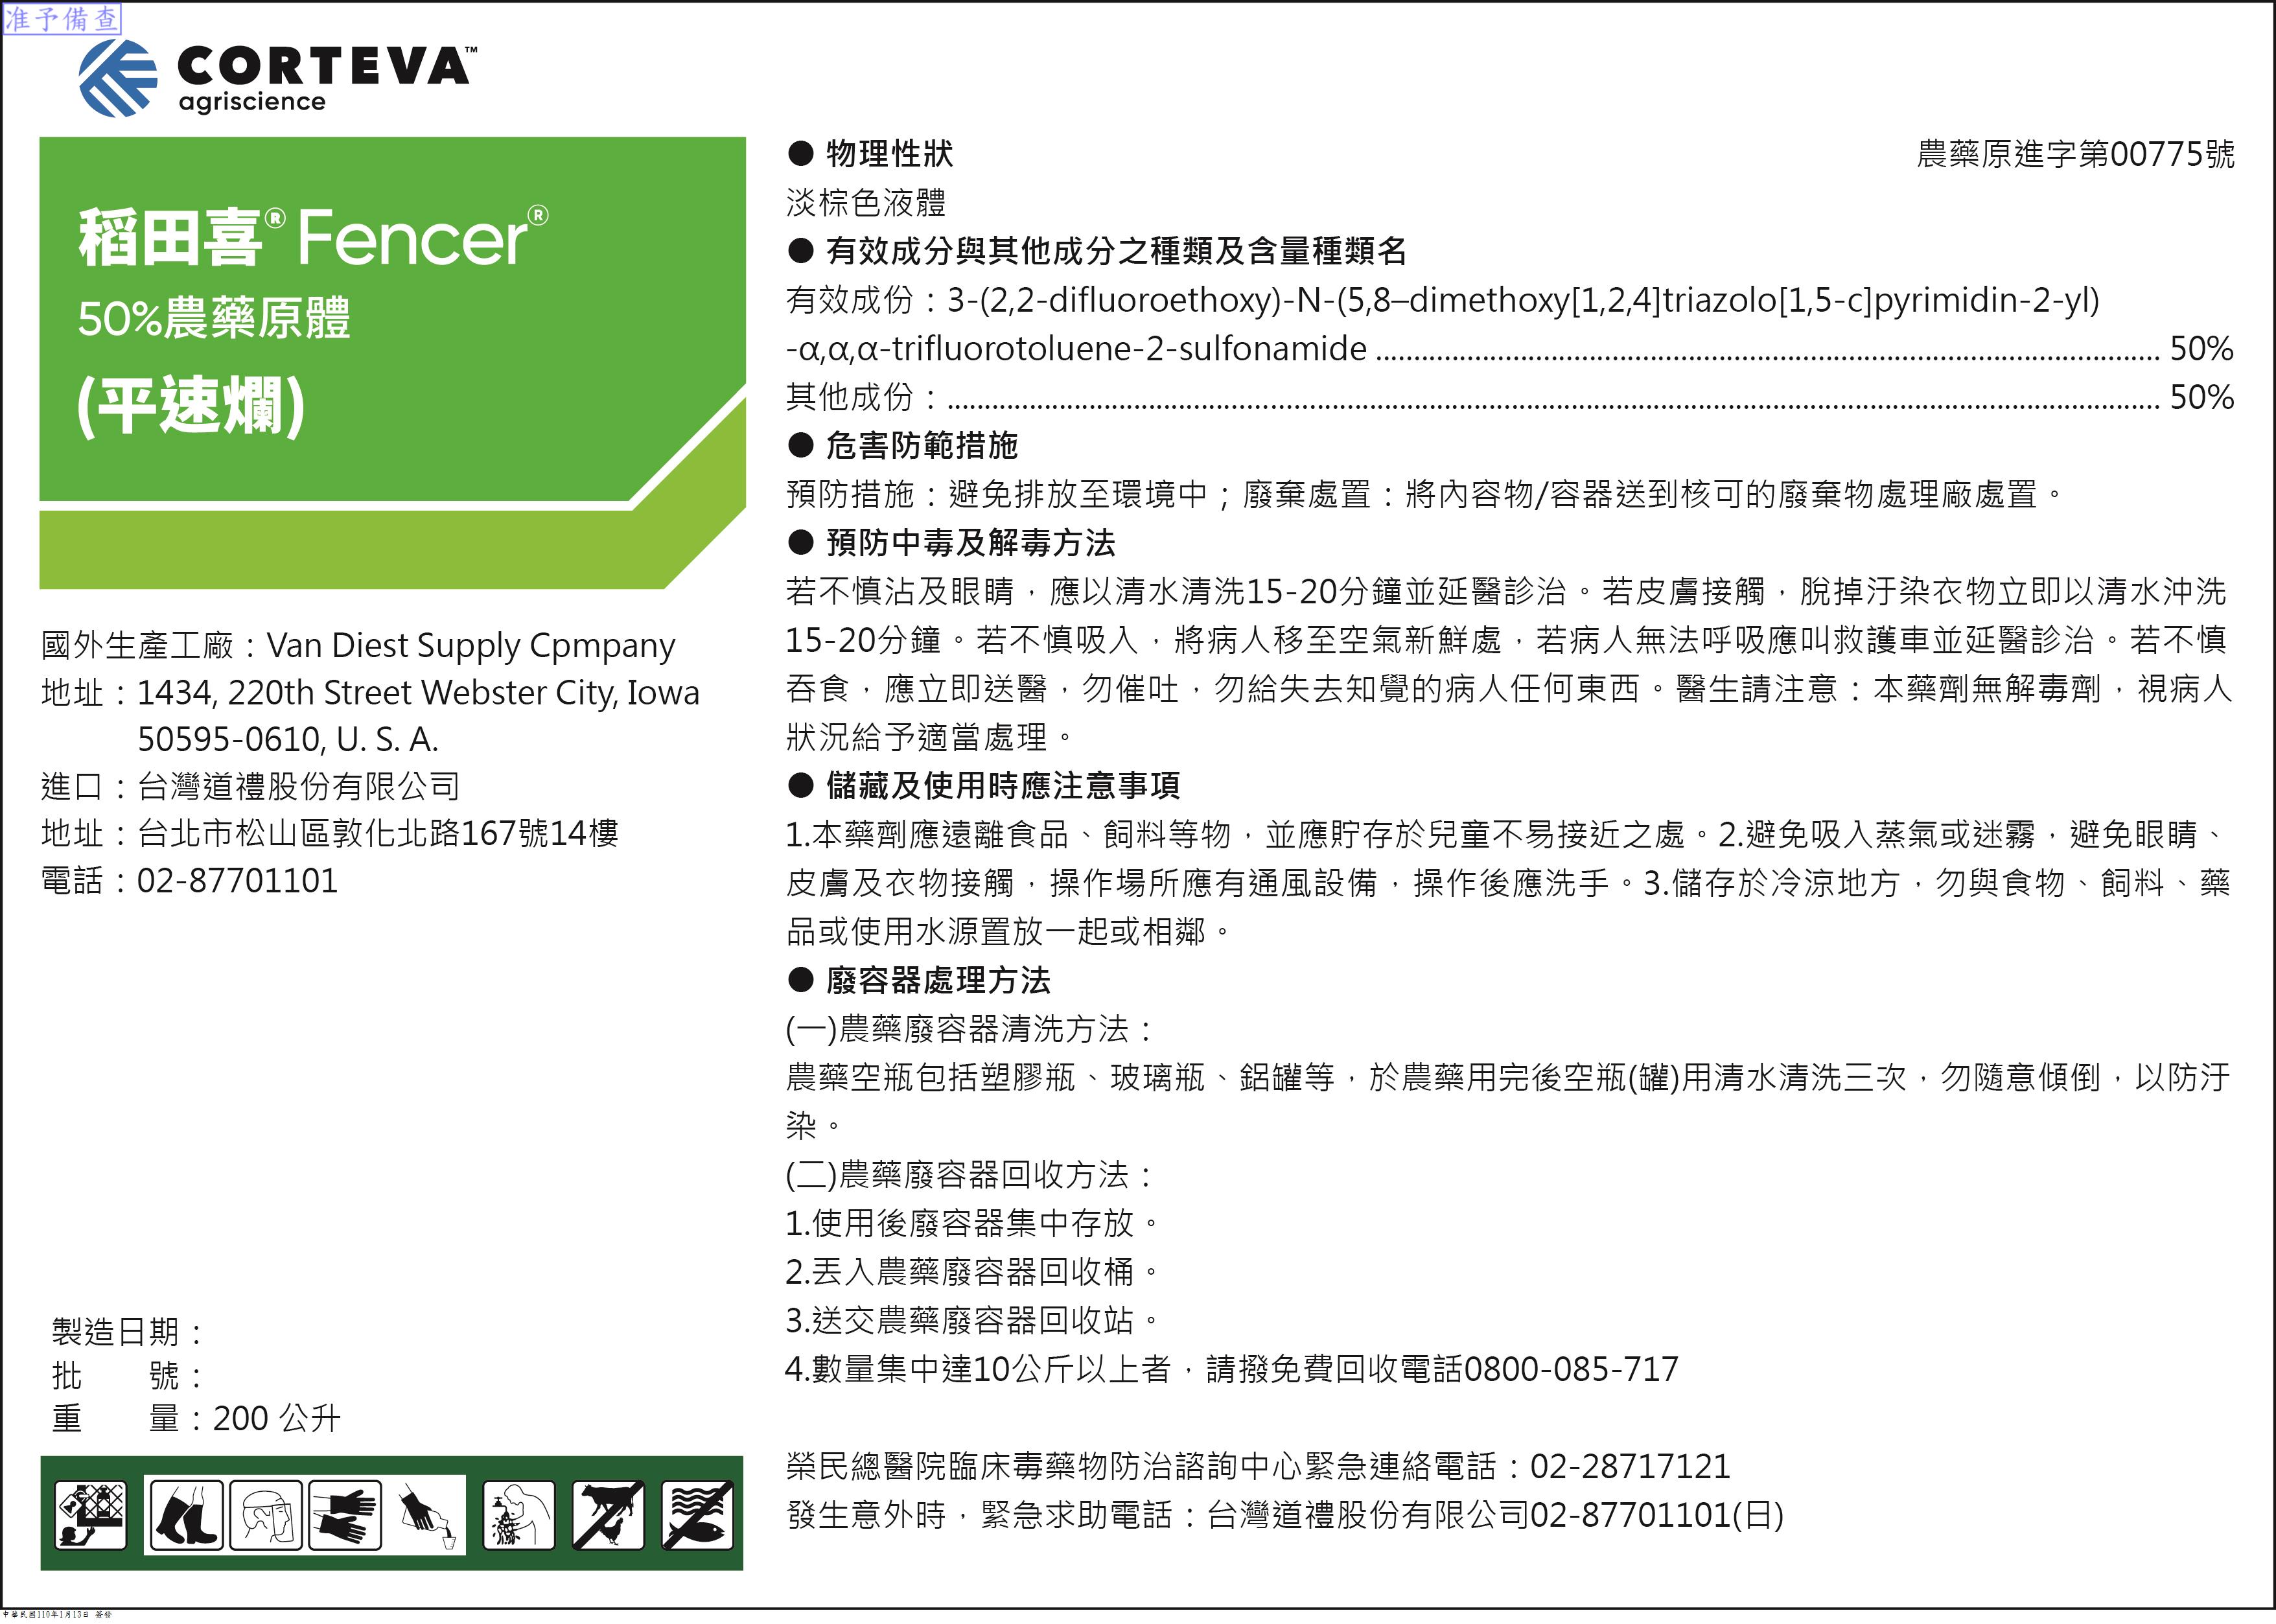 准予備查
CORTEVA™
agriscience
稻田喜® Fencer®
50%農藥原體
(平速爛)
國外生產工廠：Van Diest Supply Cpmpany
地址：1434, 220th Street Webster City, Iowa
50595-0610, U. S. A.
進口：台灣道禮股份有限公司
地址：台北市松山區敦化北路167號14樓
電話：02-87701101
製造日期：
批　　號：
重　　量：200 公升
● 物理性狀
農藥原進字第00775號
淡棕色液體
● 有效成分與其他成分之種類及含量種類名
有效成份：3-(2,2-difluoroethoxy)-N-(5,8–dimethoxy[1,2,4]triazolo[1,5-c]pyrimidin-2-yl)
-α,α,α-trifluorotoluene-2-sulfonamide ........ 50%
其他成份：........ 50%
● 危害防範措施
預防措施：避免排放至環境中；廢棄處置：將內容物/容器送到核可的廢棄物處理廠處置。
● 預防中毒及解毒方法
若不慎沾及眼睛，應以清水清洗15-20分鐘並延醫診治。若皮膚接觸，脫掉汙染衣物立即以清水沖洗
15-20分鐘。若不慎吸入，將病人移至空氣新鮮處，若病人無法呼吸應叫救護車並延醫診治。若不慎
吞食，應立即送醫，勿催吐，勿給失去知覺的病人任何東西。醫生請注意：本藥劑無解毒劑，視病人
狀況給予適當處理。
● 儲藏及使用時應注意事項
1.本藥劑應遠離食品、飼料等物，並應貯存於兒童不易接近之處。2.避免吸入蒸氣或迷霧，避免眼睛、
皮膚及衣物接觸，操作場所應有通風設備，操作後應洗手。3.儲存於冷涼地方，勿與食物、飼料、藥
品或使用水源置放一起或相鄰。
● 廢容器處理方法
(一)農藥廢容器清洗方法：
農藥空瓶包括塑膠瓶、玻璃瓶、鋁罐等，於農藥用完後空瓶(罐)用清水清洗三次，勿隨意傾倒，以防汙
染。
(二)農藥廢容器回收方法：
1.使用後廢容器集中存放。
2.丟入農藥廢容器回收桶。
3.送交農藥廢容器回收站。
4.數量集中達10公斤以上者，請撥免費回收電話0800-085-717
榮民總醫院臨床毒藥物防治諮詢中心緊急連絡電話：02-28717121
發生意外時，緊急求助電話：台灣道禮股份有限公司02-87701101(日)
中華民國110年1月13日 簽發